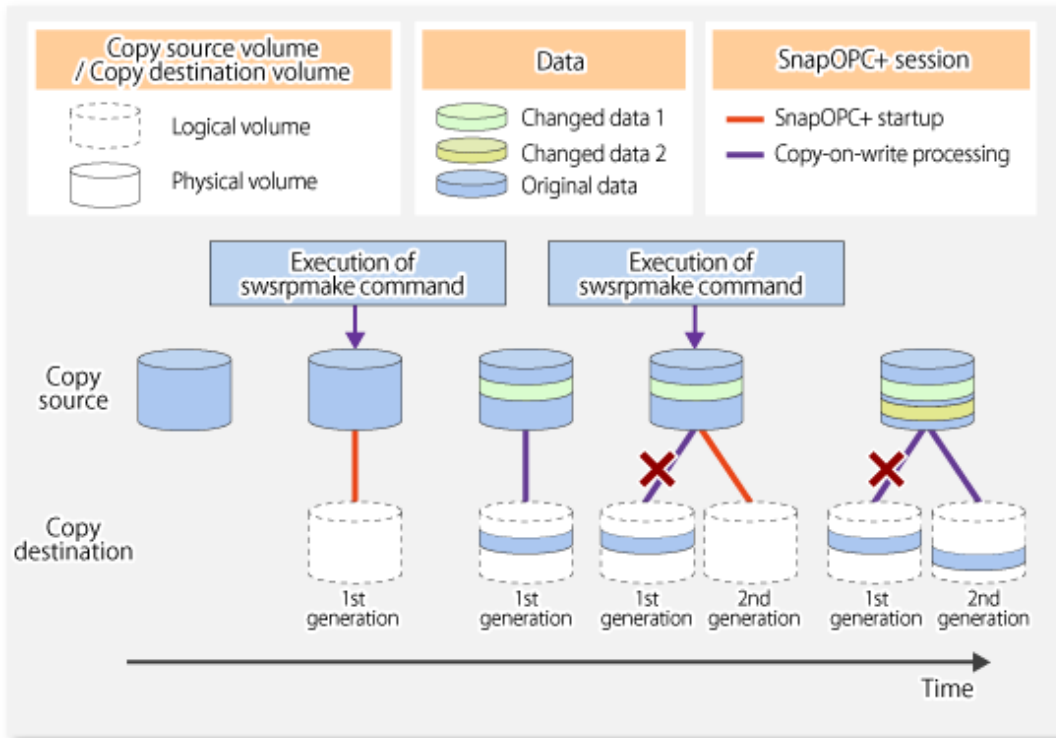 Copy source volume
/ Copy destination volume
Logical volume
Physical volume
Data
Changed data 1
Changed data 2
Original data
SnapOPC+ session
SnapOPC+ startup
Copy-on-write processing
Execution of
swsrpmake command
Execution of
swsrpmake command
Copy
source
Copy
destination
1st
generation
1st
generation
1st
generation
2nd
generation
1st
generation
2nd
generation
Time